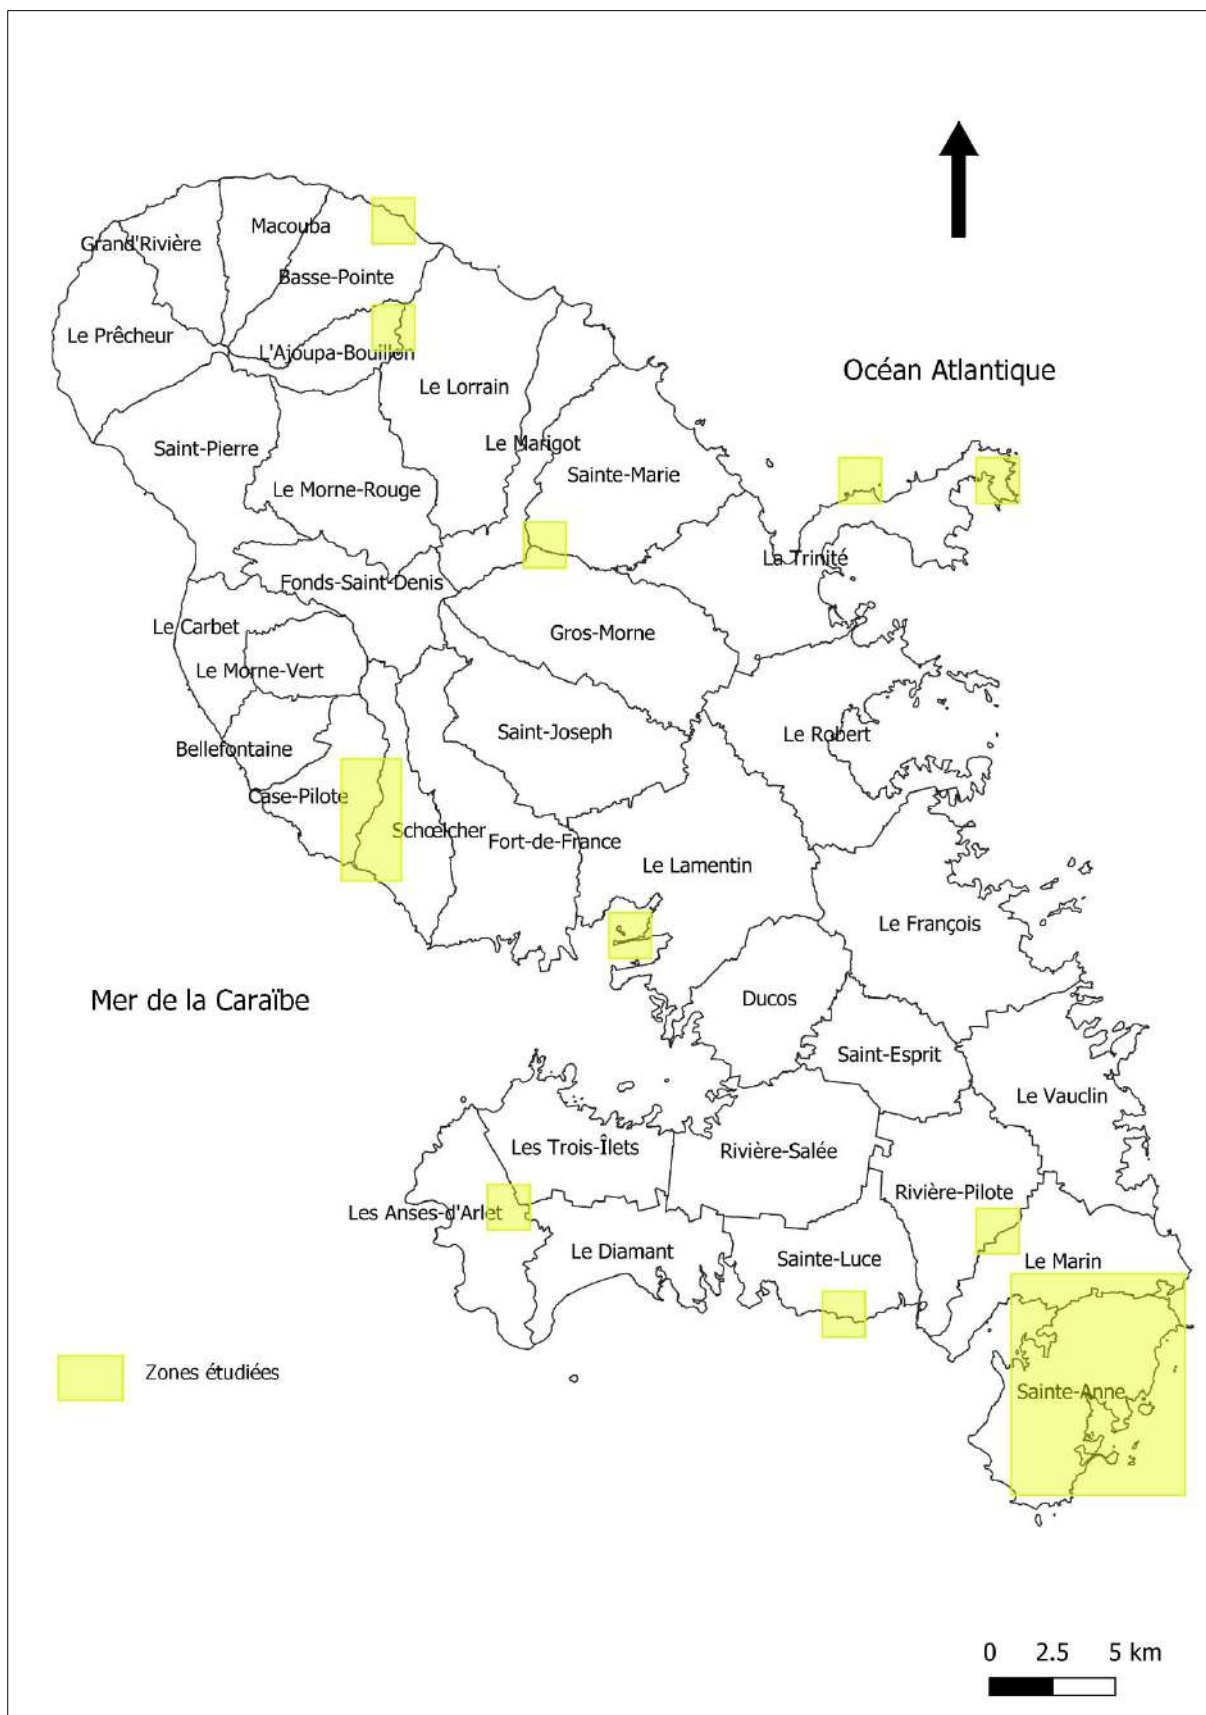 Macouba
Grand'Rivière
Basse-Pointe
Le Prêcheur
L'Ajoupa-Bouillon
Océan Atlantique
Le Lorrain
Saint-Pierre
Le Marigot
Sainte-Marie
Le Morne-Rouge
La Trinité
Fonds-Saint-Denis
Le Carbet
Gros-Morne
Le Morne-Vert
Saint-Joseph
Le Robert
Bellefontaine
Case-Pilote
Schœlcher
Fort-de-France
Le Lamentin
Le François
Mer de la Caraïbe
Ducos
Saint-Esprit
Le Vauclin
Les Trois-Îlets
Rivière-Salée
Rivière-Pilote
Les Anses-d'Arlet
Le Diamant
Sainte-Luce
Le Marin
Zones étudiées
Sainte-Anne
0 2.5 5 km